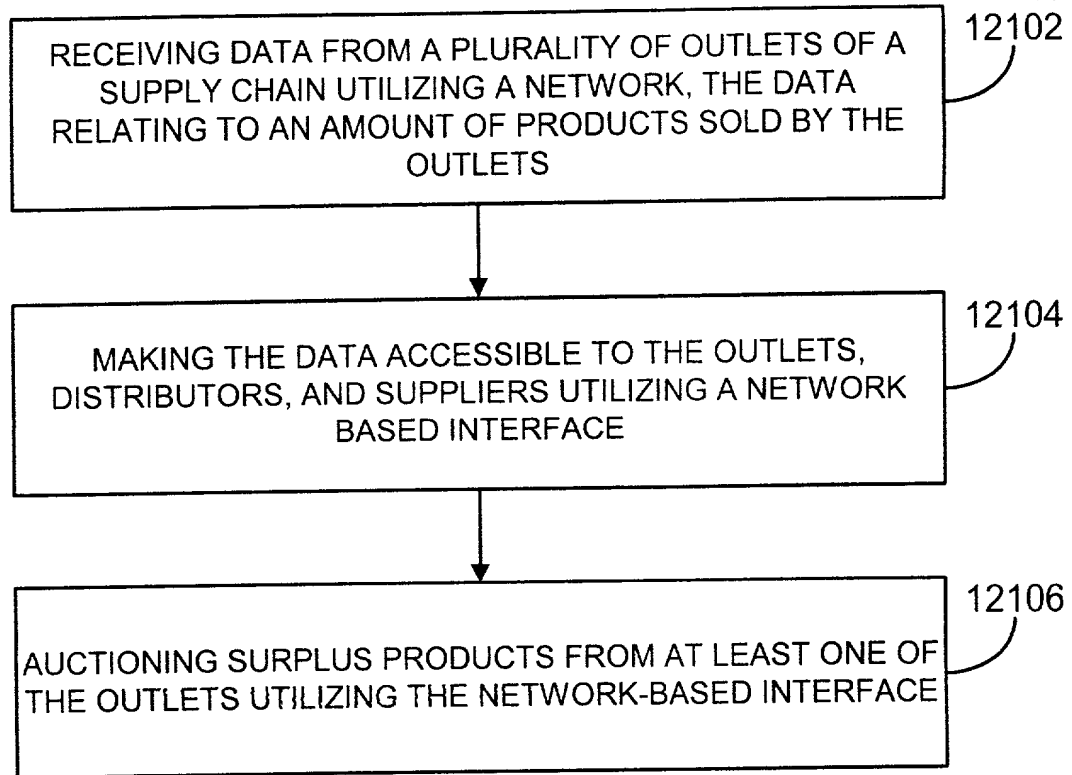 12102
RECEIVING DATA FROM A PLURALITY OF OUTLETS OF A
SUPPLY CHAIN UTILIZING A NETWORK, THE DATA
RELATING TO AN AMOUNT OF PRODUCTS SOLD BY THE
OUTLETS
12104
MAKING THE DATA ACCESSIBLE TO THE OUTLETS,
DISTRIBUTORS, AND SUPPLIERS UTILIZING A NETWORK
BASED INTERFACE
12106
AUCTIONING SURPLUS PRODUCTS FROM AT LEAST ONE OF
THE OUTLETS UTILIZING THE NETWORK-BASED INTERFACE